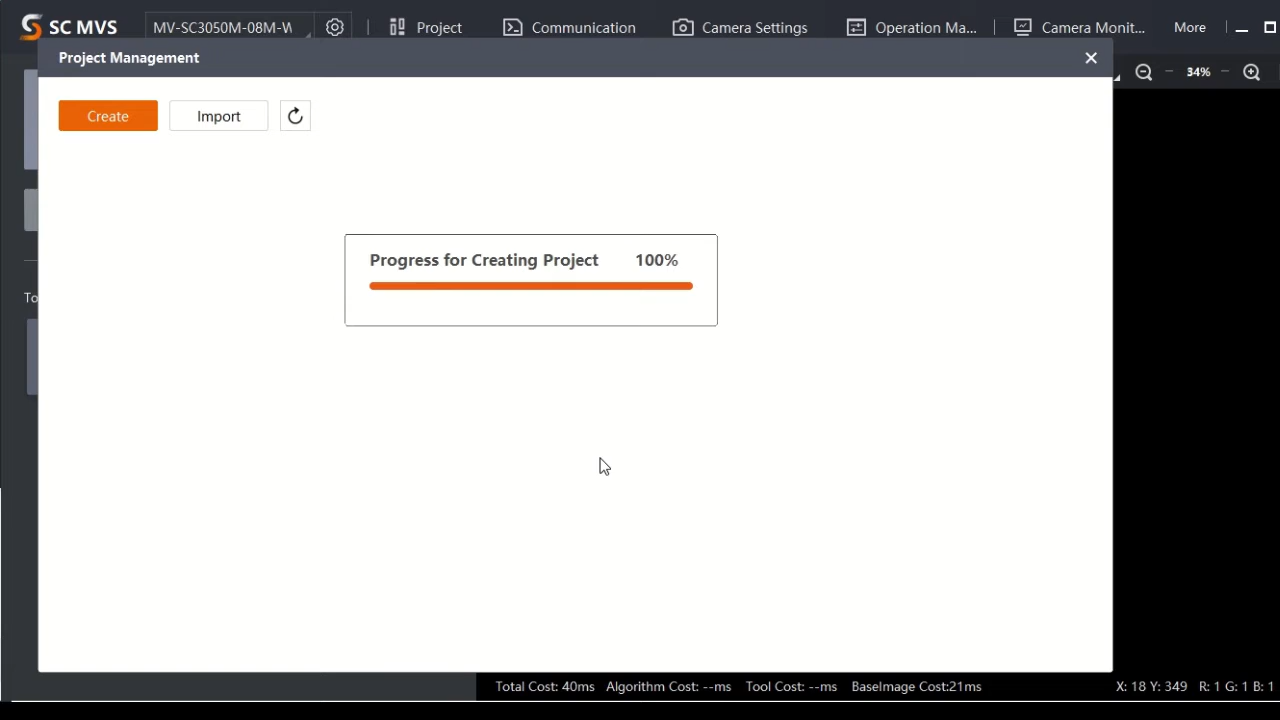 SC MVS MV-SC3050M-08M-W Project Communication Camera Settings Operation Ma... Camera Monit... More
Project Management
34%
Create Import
Progress for Creating Project 100%
To
Total Cost: 40ms Algorithm Cost: --ms Tool Cost: --ms BaseImage Cost:21ms X: 18 Y: 349 R: 1 G: 1 B: 1